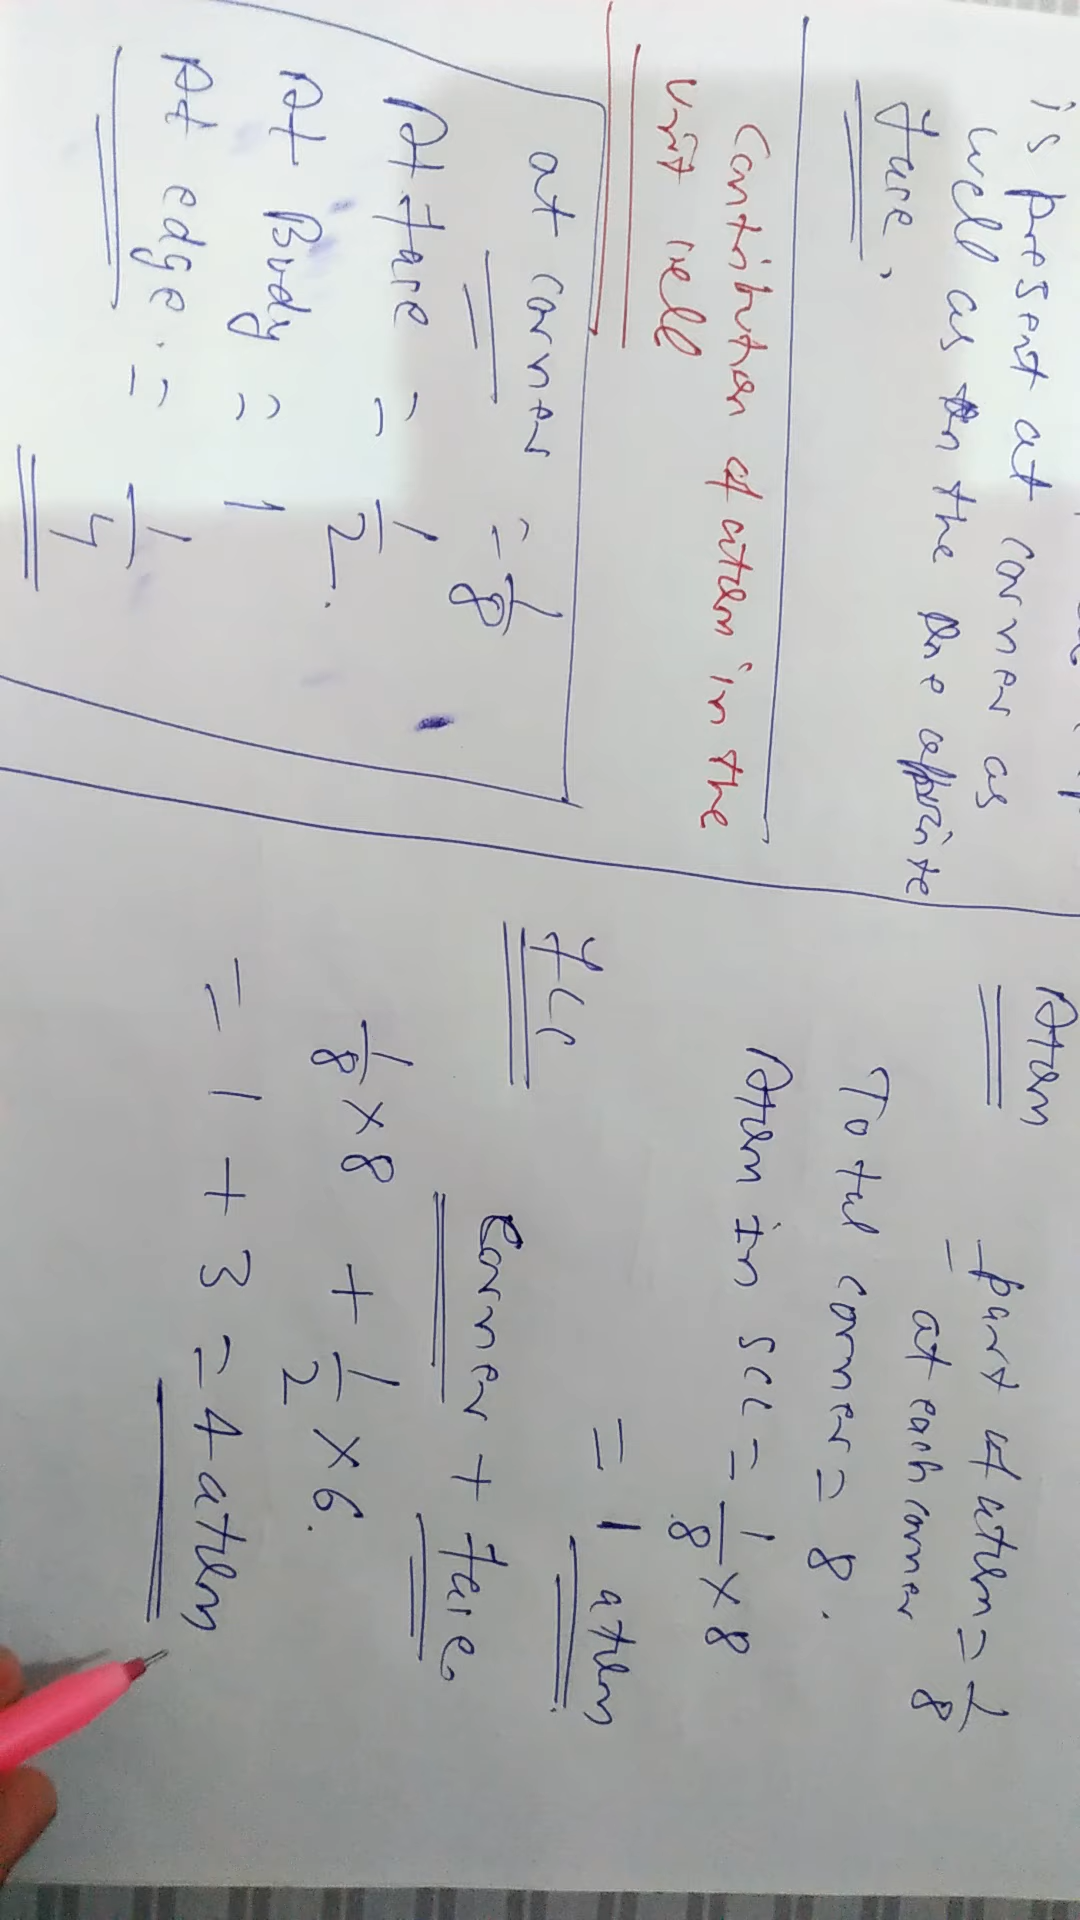 is present at corner as
well as on the one opposite
face.
Contribution of atom in the
unit cell
at corner = 1/8
At face = 1/2.
At Body = 1
At edge = 1/4
Atom
part of atom = 1/8
at each corner
Total corner = 8.
Atom in scc = 1/8 × 8
= 1 atom
fcc
Corner + face.
1/8 × 8 + 1/2 × 6.
= 1 + 3 = 4 atom